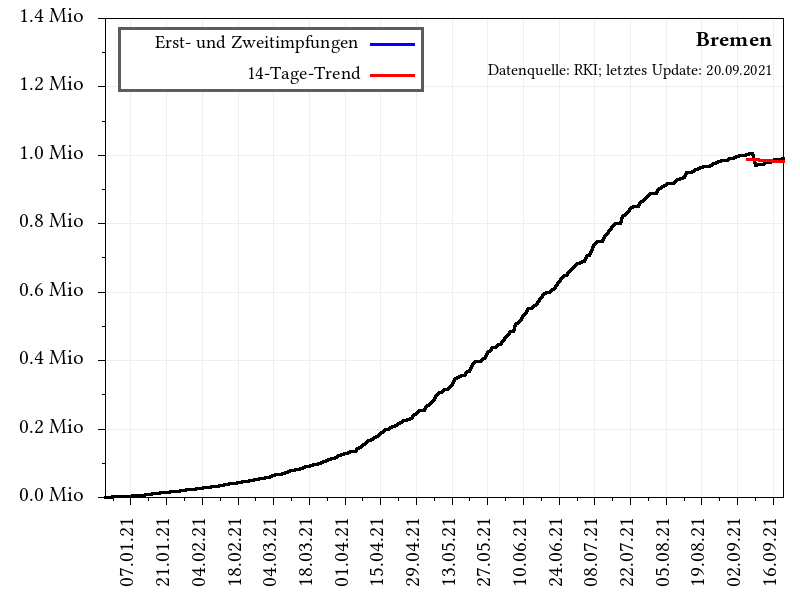 1.4 Mio
1.2 Mio
1.0 Mio
0.8 Mio
0.6 Mio
0.4 Mio
0.2 Mio
0.0 Mio
Erst- und Zweitimpfungen
14-Tage-Trend
Bremen
Datenquelle: RKI; letztes Update: 20.09.2021
07.01.21
21.01.21
04.02.21
18.02.21
04.03.21
18.03.21
01.04.21
15.04.21
29.04.21
13.05.21
27.05.21
10.06.21
24.06.21
08.07.21
22.07.21
05.08.21
19.08.21
02.09.21
16.09.21